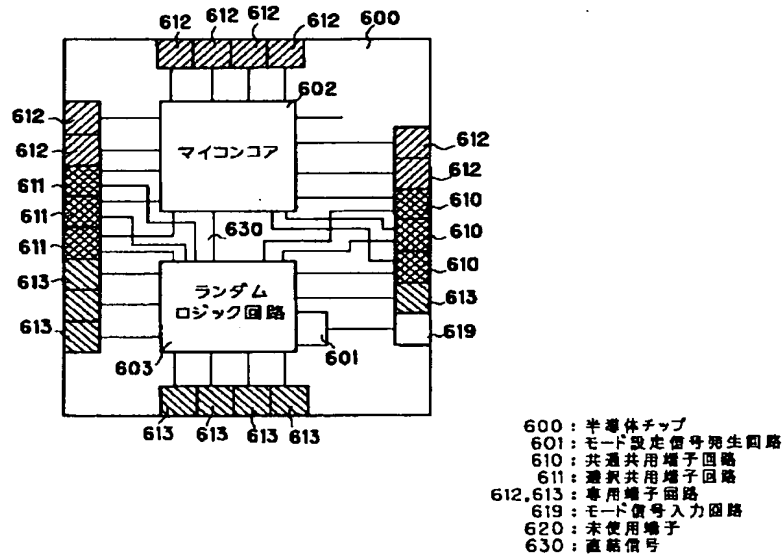 612 612 612 612 600
602
612
612
マイコンコア
612
612
611
611
611
610
610
610
630
613
613
ランダム
ロジック回路
613
619
603
601
613 613 613 613
600：半導体チップ
601：モード設定信号発生回路
610：共通共用端子回路
611：選択共用端子回路
612,613：専用端子回路
619：モード信号入力回路
620：未使用端子
630：直結信号